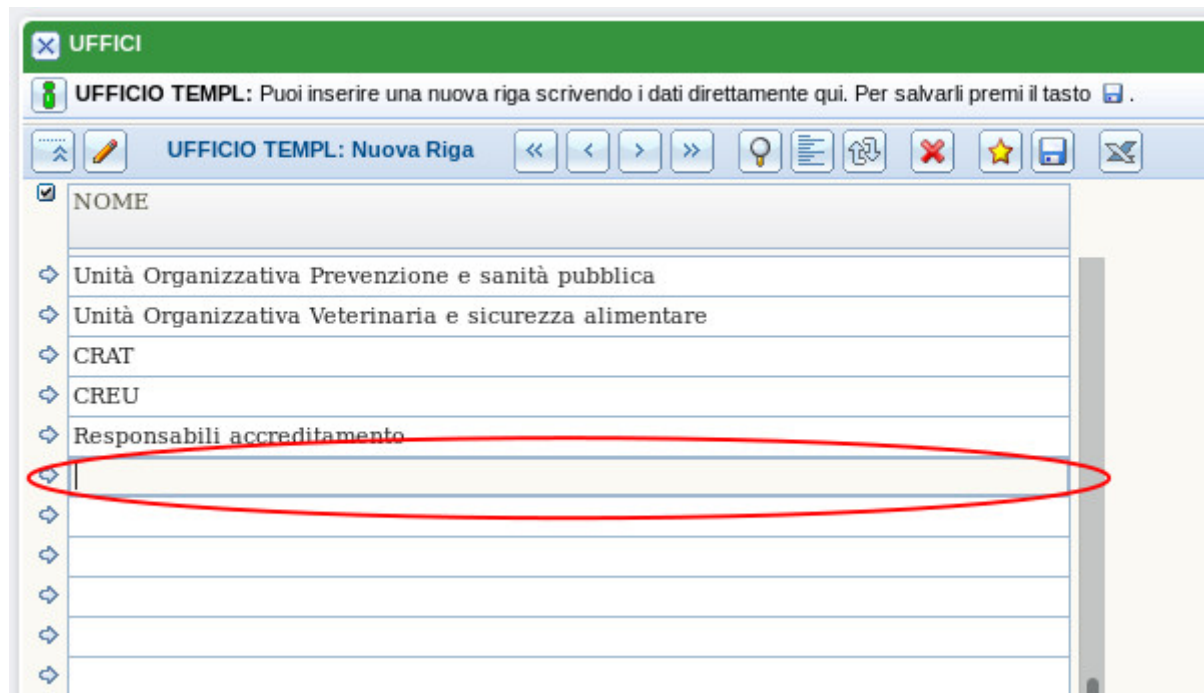 UFFICI
UFFICIO TEMPL: Puoi inserire una nuova riga scrivendo i dati direttamente qui. Per salvarli premi il tasto .
UFFICIO TEMPL: Nuova Riga
NOME
Unità Organizzativa Prevenzione e sanità pubblica
Unità Organizzativa Veterinaria e sicurezza alimentare
CRAT
CREU
Responsabili accreditamento